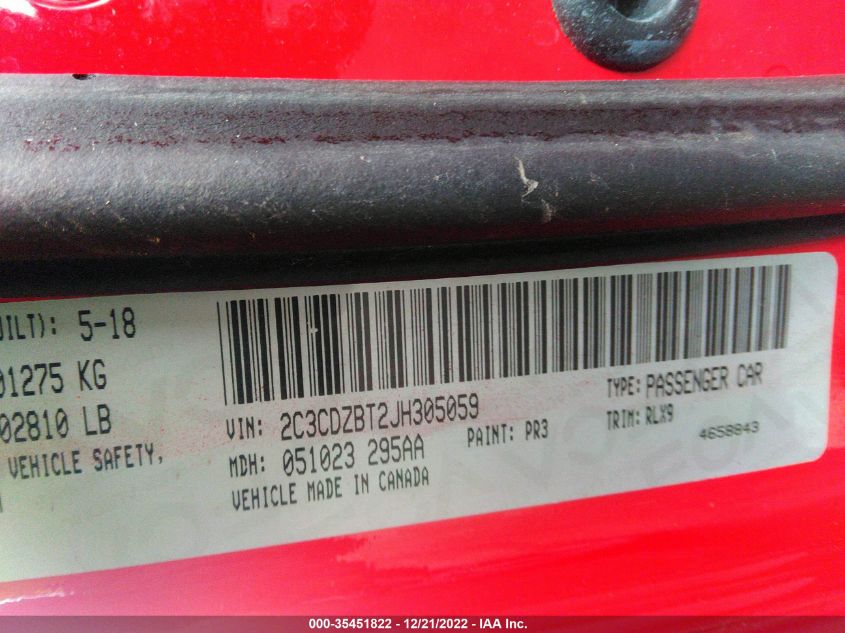 UILT): 5-18
01275 KG
02810 LB
VEHICLE SAFETY,
VIN: 2C3CDZBT2JH305059
TYPE: PASSENGER CAR
MDH: 051023 295AA
PAINT: PR3
TRIM: RLX9
VEHICLE MADE IN CANADA
4658843
000-35451822 - 12/21/2022 - IAA Inc.